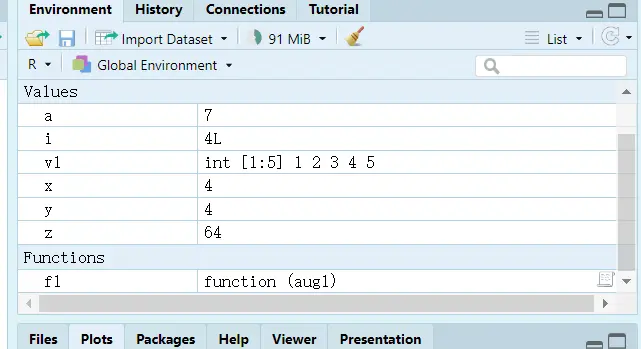 Environment History Connections Tutorial
Import Dataset 91 MiB List
R Global Environment
Values
a 7
i 4L
v1 int [1:5] 1 2 3 4 5
x 4
y 4
z 64
Functions
f1 function (aug1)
Files Plots Packages Help Viewer Presentation